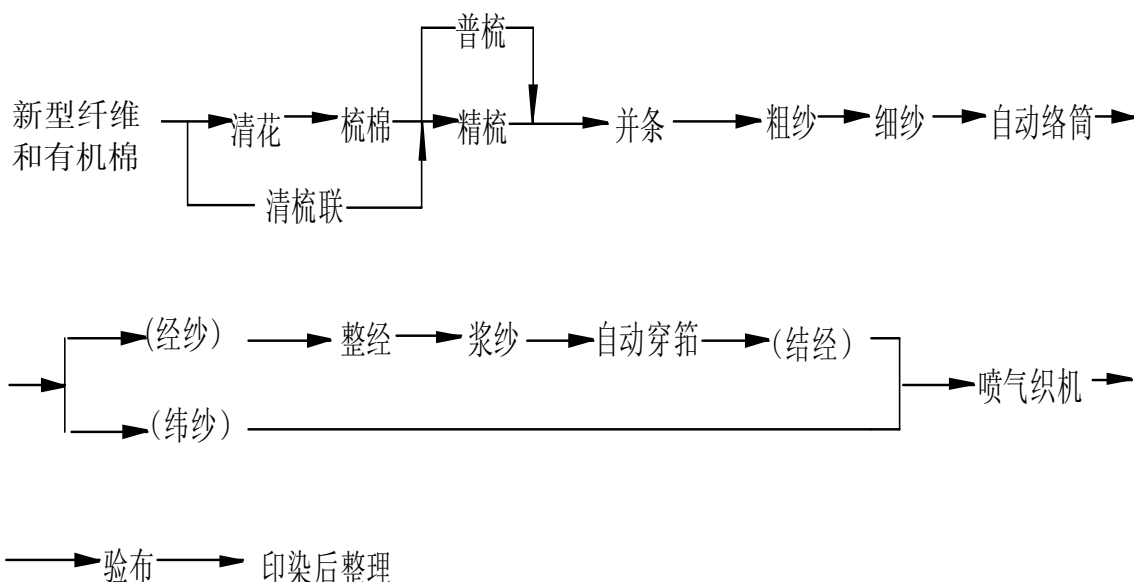 普梳
新型纤维
和有机棉
清花
梳棉
精梳
并条
粗纱
细纱
自动络筒
清梳联
(经纱)
整经
浆纱
自动穿筘
(结经)
(纬纱)
喷气织机
验布
印染后整理